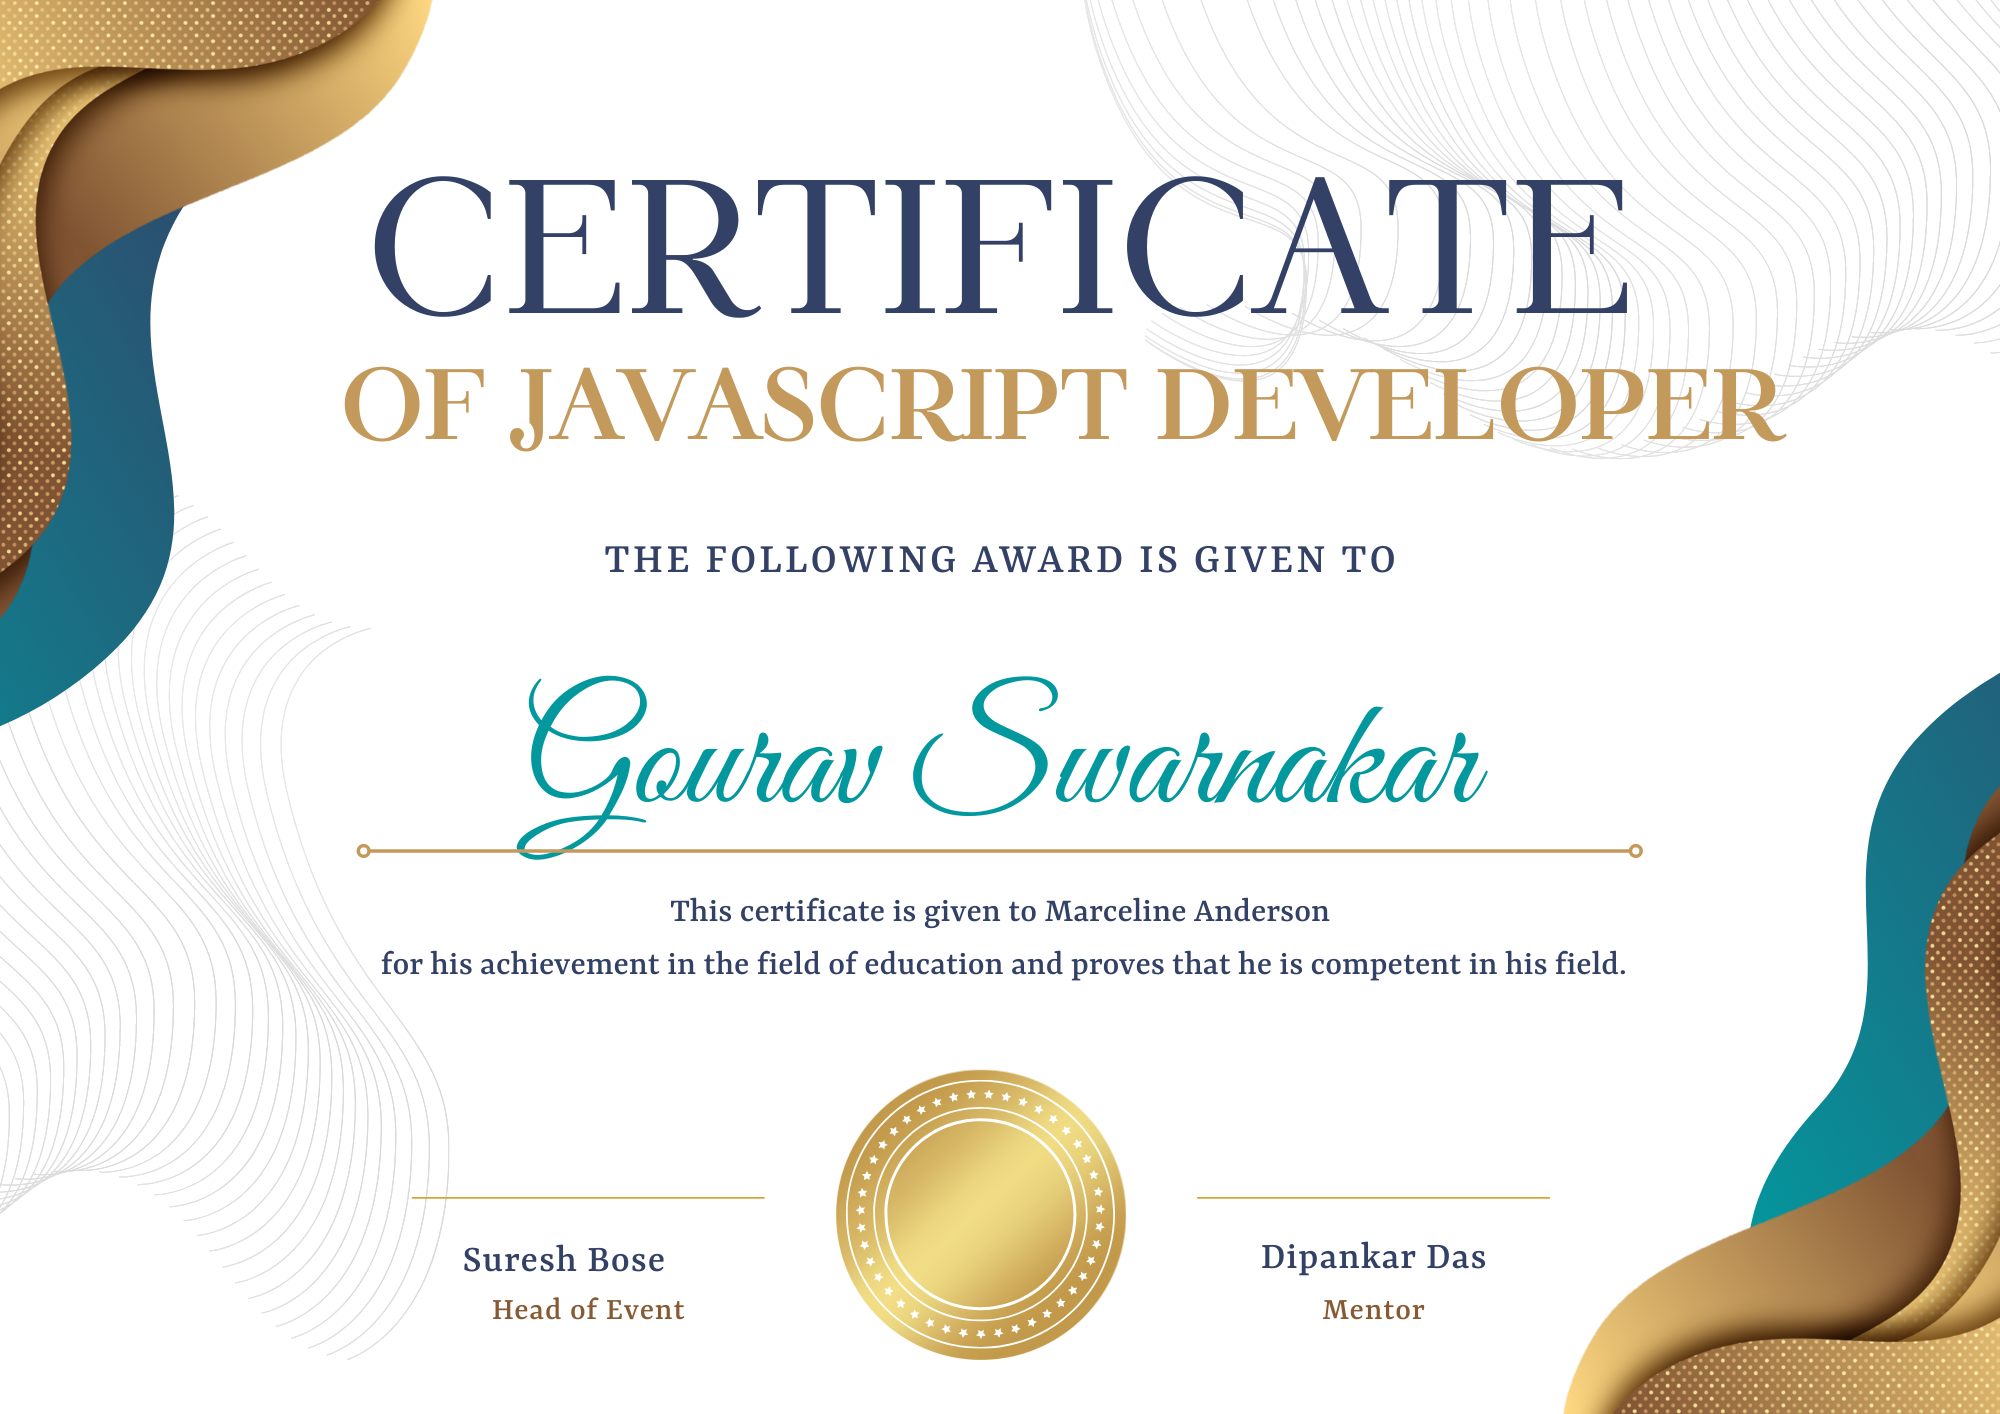 CERTIFICATE
OF JAVASCRIPT DEVELOPER
THE FOLLOWING AWARD IS GIVEN TO
Gourav Swarnakar
This certificate is given to Marceline Anderson
for his achievement in the field of education and proves that he is competent in his field.
Suresh Bose
Head of Event
Dipankar Das
Mentor